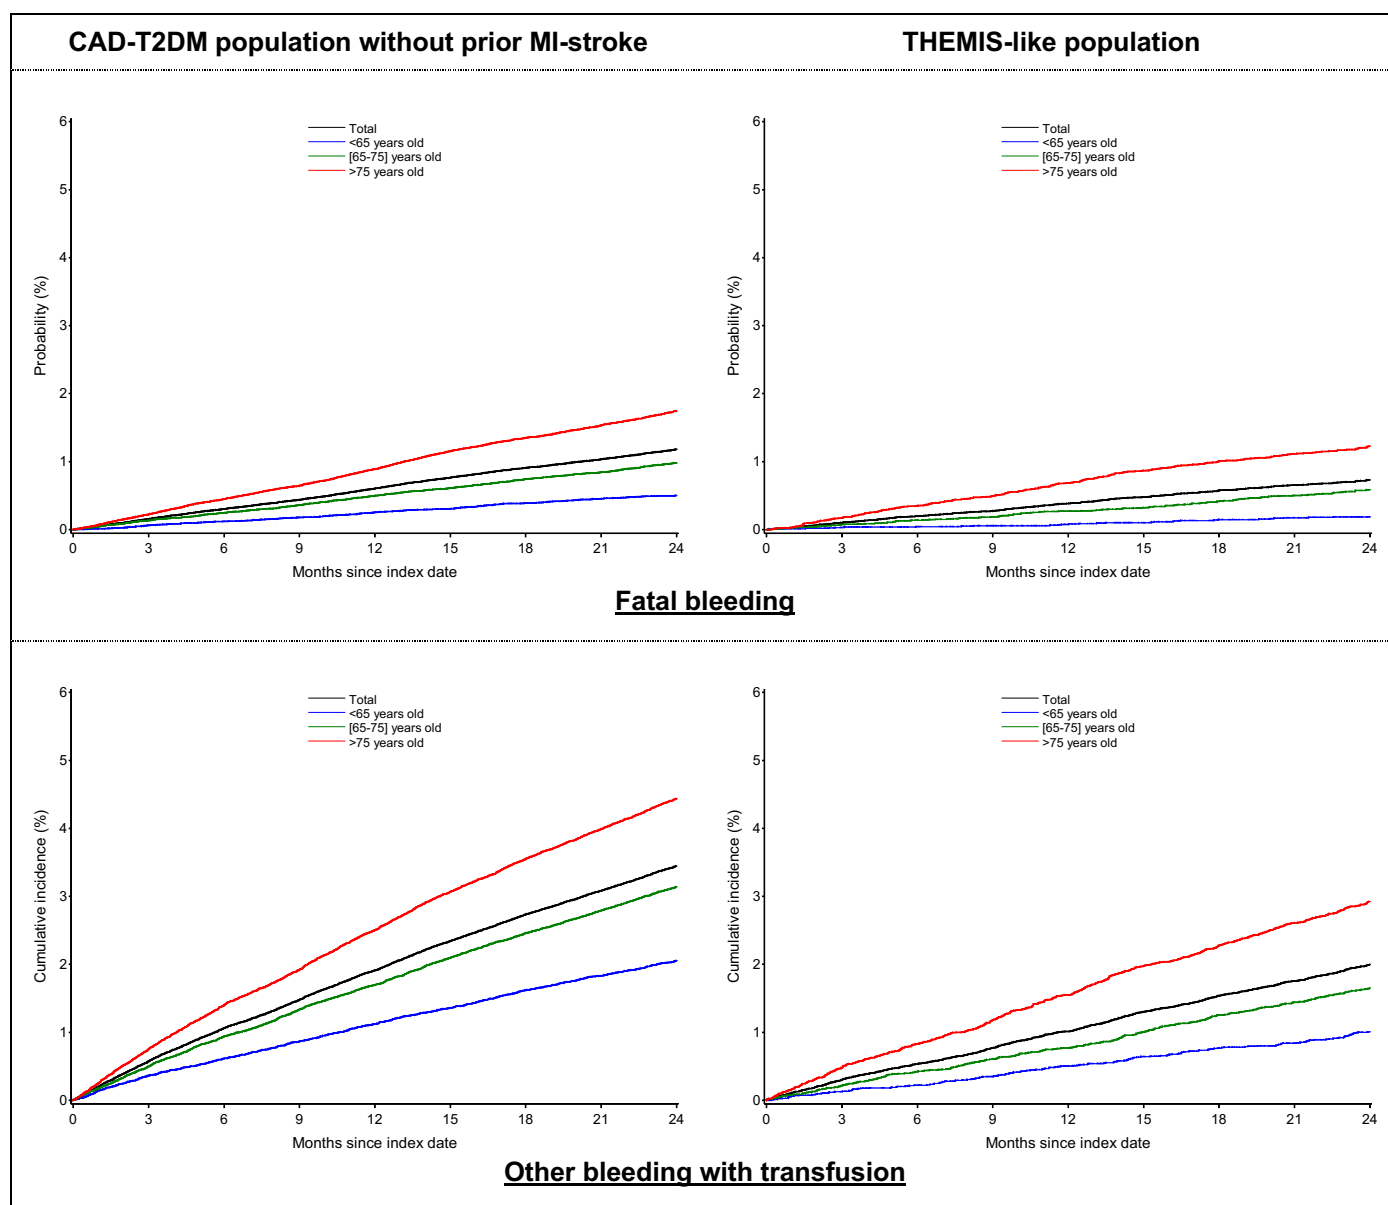 CAD-T2DM population without prior MI-stroke
THEMIS-like population
Total
<65 years old
[65-75] years old
>75 years old
6
5
4
3
2
1
0
Probability (%)
0 3 6 9 12 15 18 21 24
Months since index date
Total
<65 years old
[65-75] years old
>75 years old
6
5
4
3
2
1
0
Probability (%)
0 3 6 9 12 15 18 21 24
Months since index date
Fatal bleeding
Total
<65 years old
[65-75] years old
>75 years old
6
5
4
3
2
1
0
Cumulative incidence (%)
0 3 6 9 12 15 18 21 24
Months since index date
Total
<65 years old
[65-75] years old
>75 years old
6
5
4
3
2
1
0
Cumulative incidence (%)
0 3 6 9 12 15 18 21 24
Months since index date
Other bleeding with transfusion